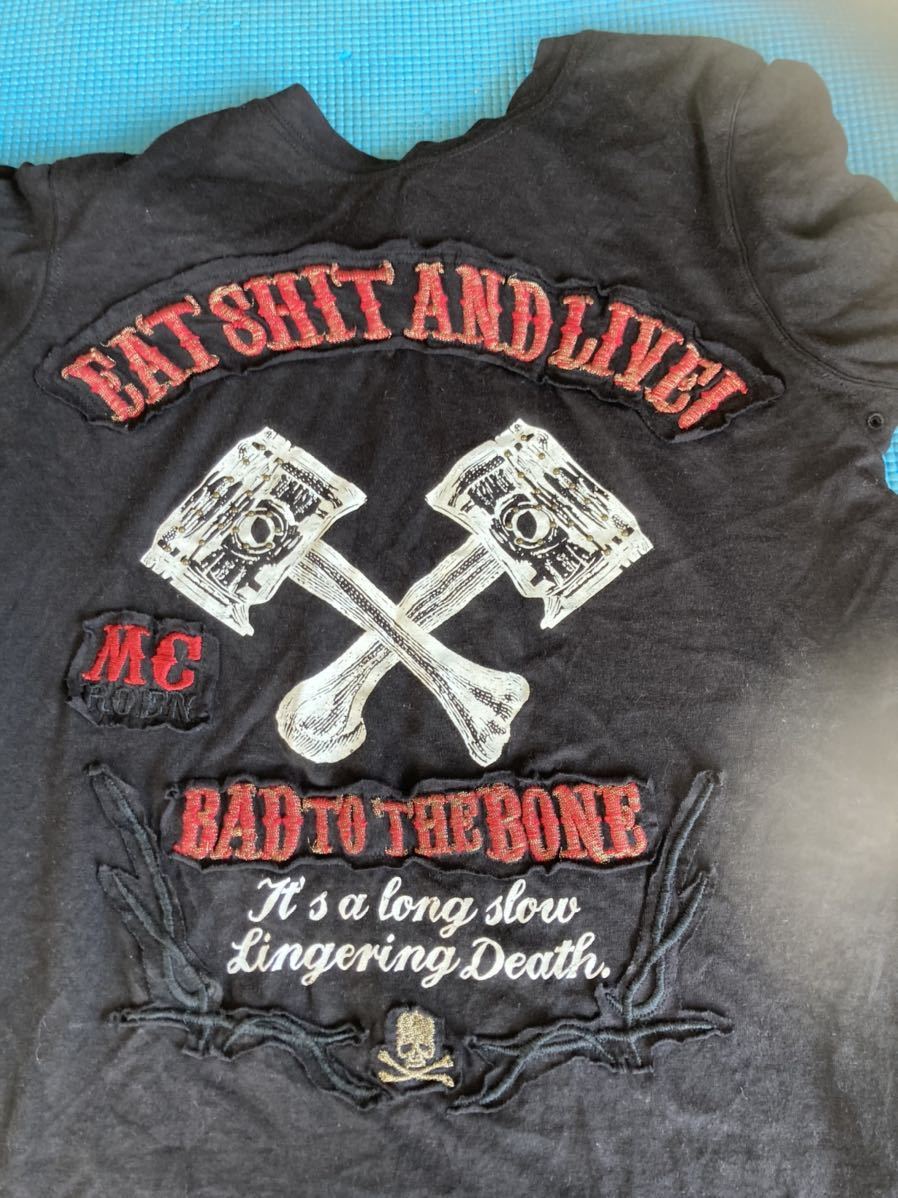 EAT SHIT AND LIVE!
MC
BAD TO THE BONE
It's a long slow
Lingering Death.